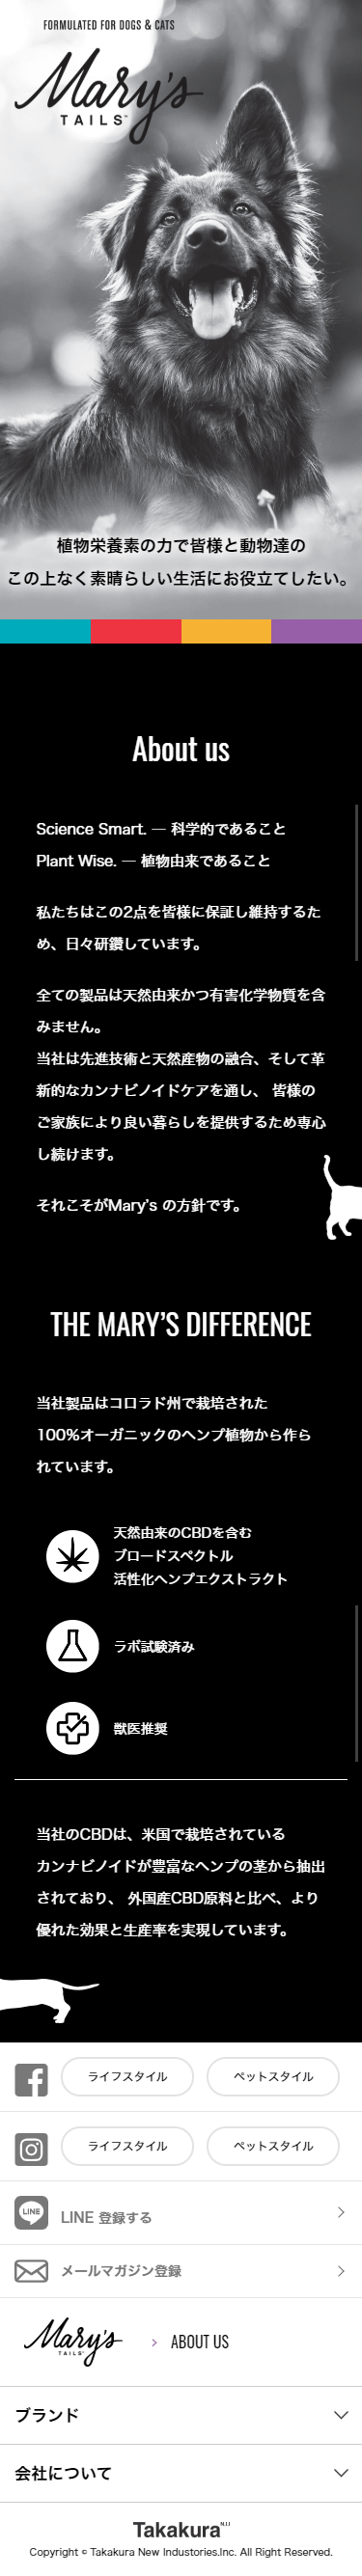 FORMULATED FOR DOGS & CATS
Mary's
TAILS™
植物栄養素の力で皆様と動物達の
この上なく素晴らしい生活にお役立てしたい。
About us
Science Smart. ― 科学的であること
Plant Wise. ― 植物由来であること
私たちはこの2点を皆様に保証し維持するた
め、日々研鑽しています。
全ての製品は天然由来かつ有害化学物質を含
みません。
当社は先進技術と天然産物の融合、そして革
新的なカンナビノイドケアを通し、 皆様の
ご家族により良い暮らしを提供するため専心
し続けます。
それこそがMary’s の方針です。
THE MARY’S DIFFERENCE
当社製品はコロラド州で栽培された
100%オーガニックのヘンプ植物から作ら
れています。
天然由来のCBDを含む
ブロードスペクトル
活性化ヘンプエクストラクト
ラボ試験済み
獣医推奨
当社のCBDは、米国で栽培されている
カンナビノイドが豊富なヘンプの茎から抽出
されており、 外国産CBD原料と比べ、より
優れた効果と生産率を実現しています。
ライフスタイル ペットスタイル
ライフスタイル ペットスタイル
LINE LINE 登録する
メールマガジン登録
Mary's
TAILS™
ABOUT US
ブランド
会社について
Takakura N.I.I
Copyright © Takakura New Industories.Inc. All Right Reserved.